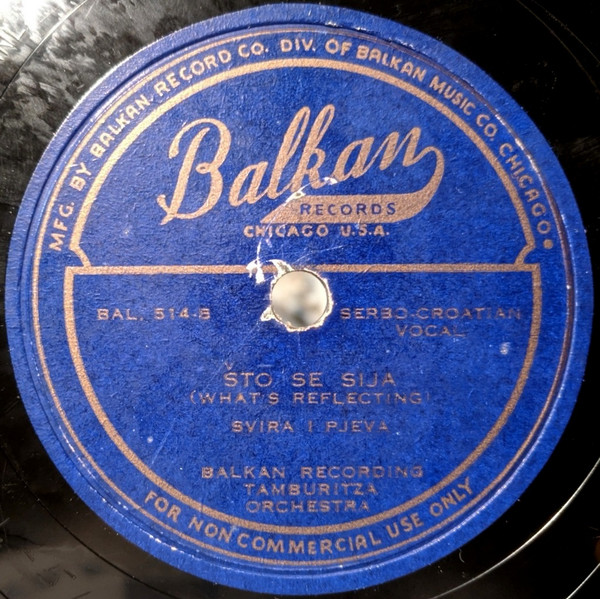 MFG. BY BALKAN RECORD CO. DIV. OF BALKAN MUSIC CO. CHICAGO
Balkan
RECORDS
CHICAGO U.S.A.
BAL. 514-B
SERBO-CROATIAN
VOCAL
ŠTO SE SIJA
(WHAT'S REFLECTING)
SVIRA I PJEVA
BALKAN RECORDING
TAMBURITZA
ORCHESTRA
FOR NON COMMERCIAL USE ONLY